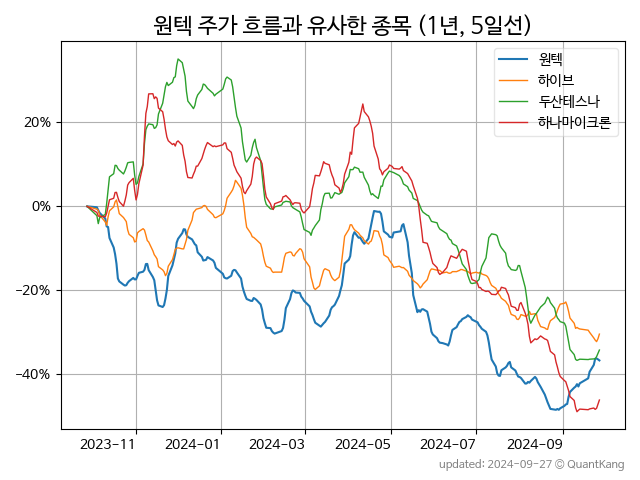 원텍 주가 흐름과 유사한 종목 (1년, 5일선)
원텍
하이브
두산테스나
하나마이크론
20%
0%
−20%
−40%
2023-11 2024-01 2024-03 2024-05 2024-07 2024-09
updated: 2024-09-27 © QuantKang